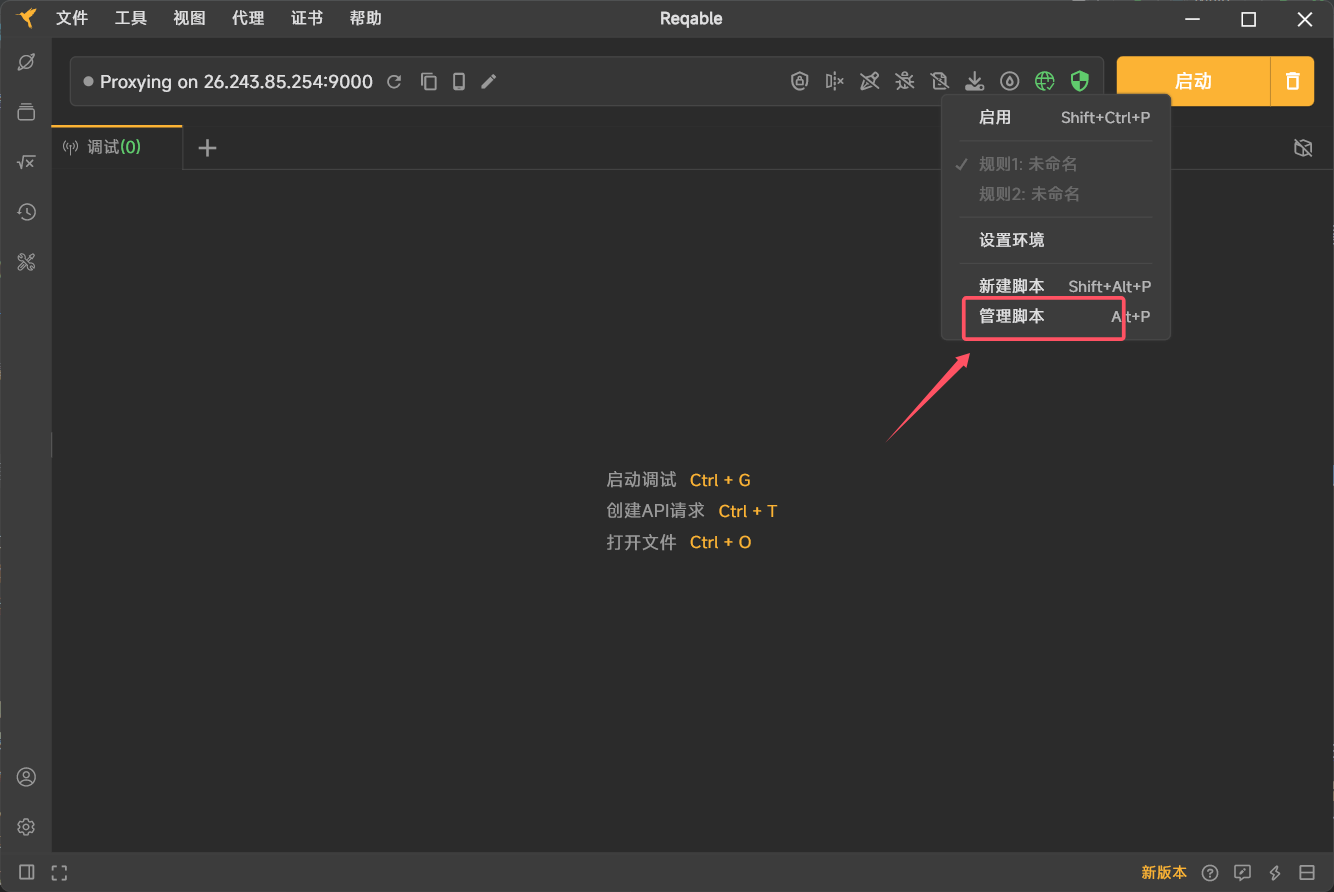 文件 工具 视图 代理 证书 帮助 Reqable
Proxying on 26.243.85.254:9000
启动
启用 Shift+Ctrl+P
调试(0)
规则1: 未命名
规则2: 未命名
设置环境
新建脚本 Shift+Alt+P
管理脚本 Alt+P
启动调试 Ctrl + G
创建API请求 Ctrl + T
打开文件 Ctrl + O
新版本